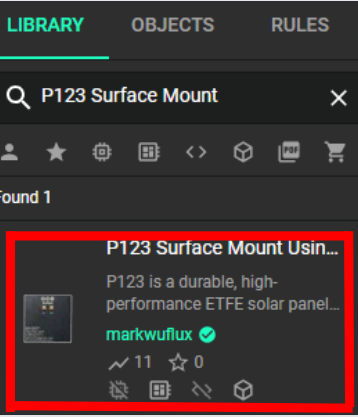 LIBRARY OBJECTS RULES
P123 Surface Mount
PDF
Found 1
P123 Surface Mount Usin...
P123 is a durable, high-
performance ETFE solar panel...
markwuflux
11 0